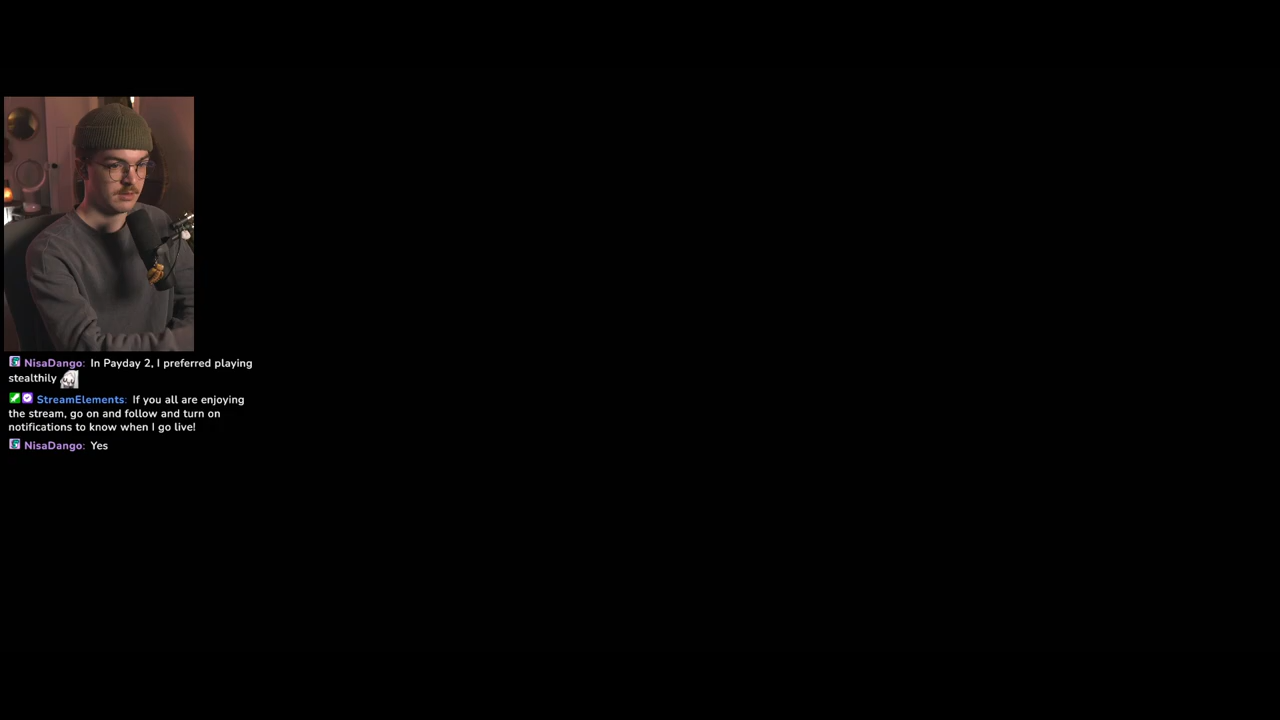 NisaDango: In Payday 2, I preferred playing
stealthily
StreamElements: If you all are enjoying
the stream, go on and follow and turn on
notifications to know when I go live!
NisaDango: Yes